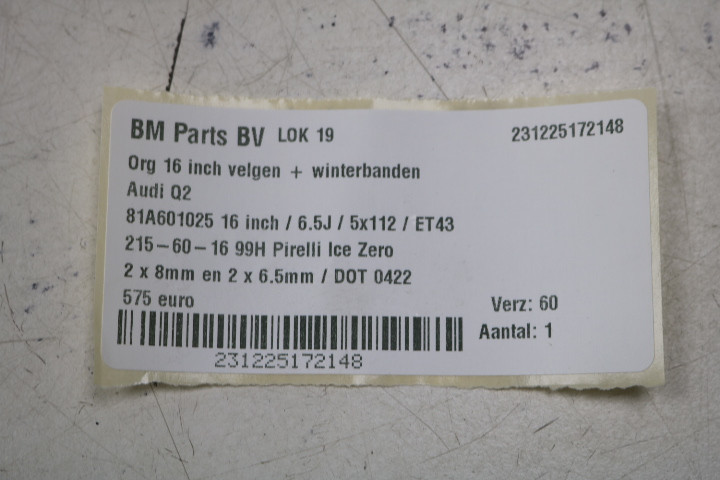 BM Parts BV LOK 19 231225172148
Org 16 inch velgen + winterbanden
Audi Q2
81A601025 16 inch / 6.5J / 5x112 / ET43
215-60-16 99H Pirelli Ice Zero
2 x 8mm en 2 x 6.5mm / DOT 0422
575 euro Verz: 60
Aantal: 1
231225172148